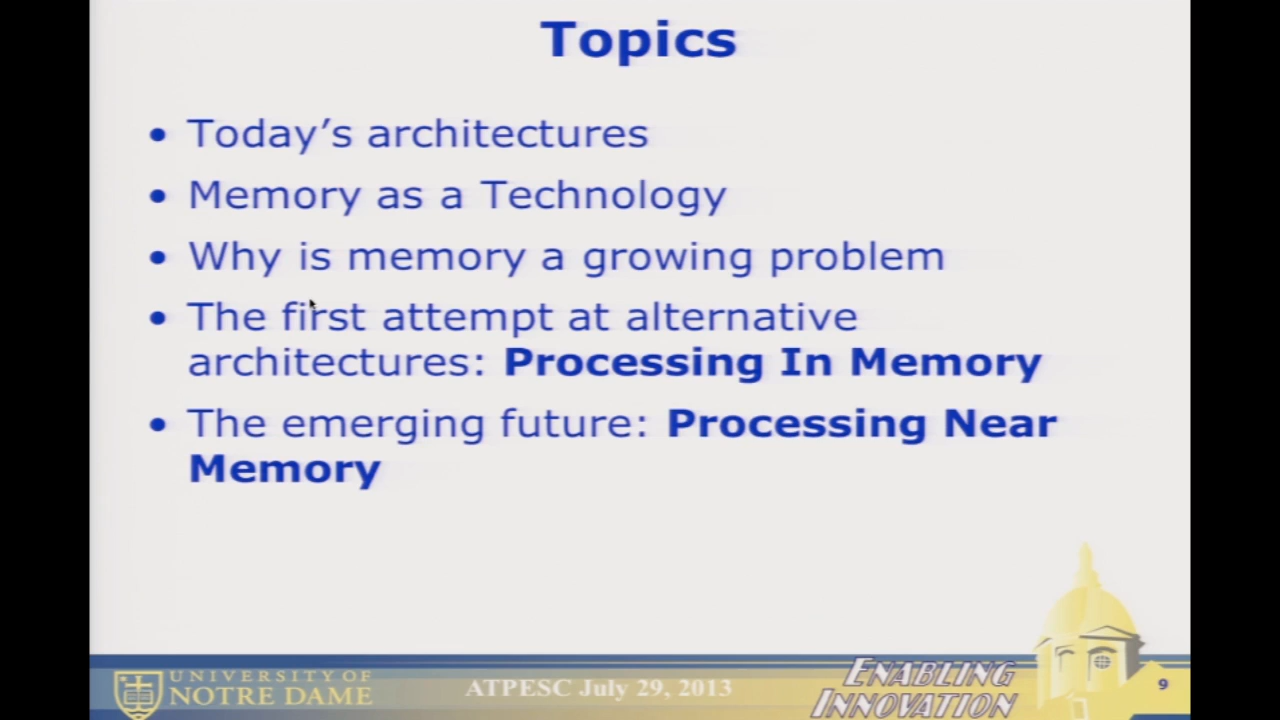 Topics
• Today's architectures
• Memory as a Technology
• Why is memory a growing problem
• The first attempt at alternative
architectures: Processing In Memory
• The emerging future: Processing Near
Memory
UNIVERSITY OF
NOTRE DAME
ATPESC July 29, 2013
ENABLING
INNOVATION
9